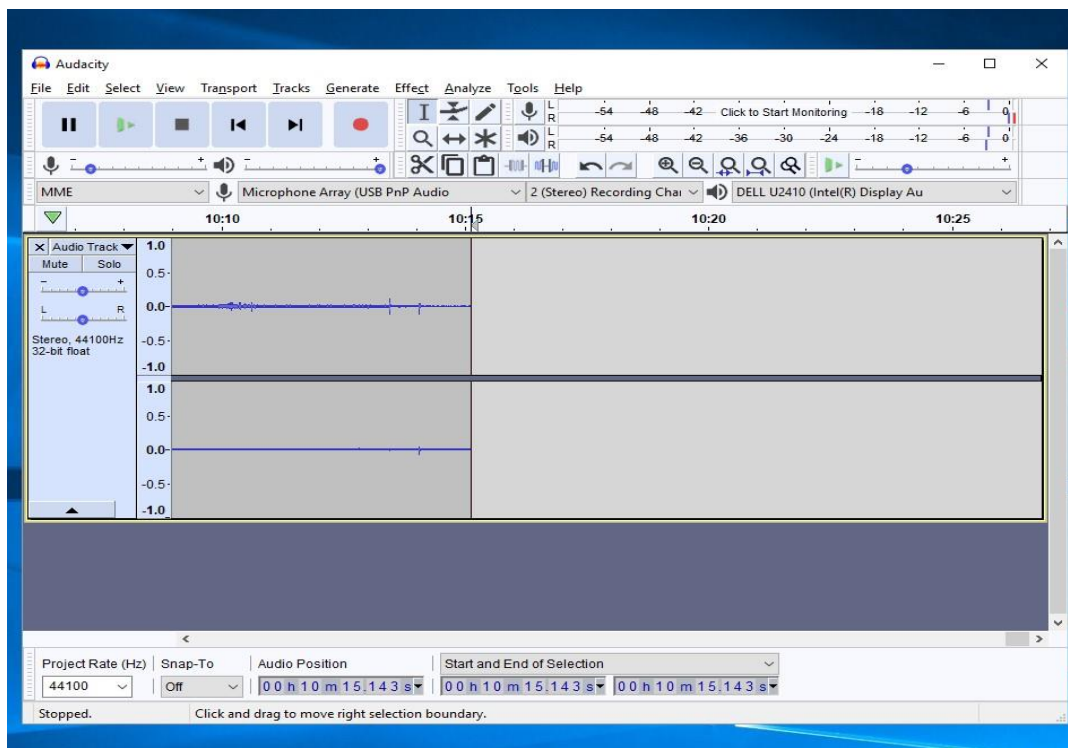 Audacity
File Edit Select View Transport Tracks Generate Effect Analyze Tools Help
L R -54 -48 -42 Click to Start Monitoring -18 -12 -6 0
L R -54 -48 -42 -36 -30 -24 -18 -12 -6 0
- + - + - +
MME Microphone Array (USB PnP Audio 2 (Stereo) Recording Chai DELL U2410 (Intel(R) Display Au
10:10 10:15 10:20 10:25
Audio Track 1.0
Mute Solo
0.5
- +
L R 0.0
Stereo, 44100Hz -0.5
32-bit float
-1.0
1.0
0.5
0.0
-0.5
-1.0
Project Rate (Hz) Snap-To Audio Position Start and End of Selection
44100 Off 00 h 10 m 15.143 s 00 h 10 m 15.143 s 00 h 10 m 15.143 s
Stopped. Click and drag to move right selection boundary.